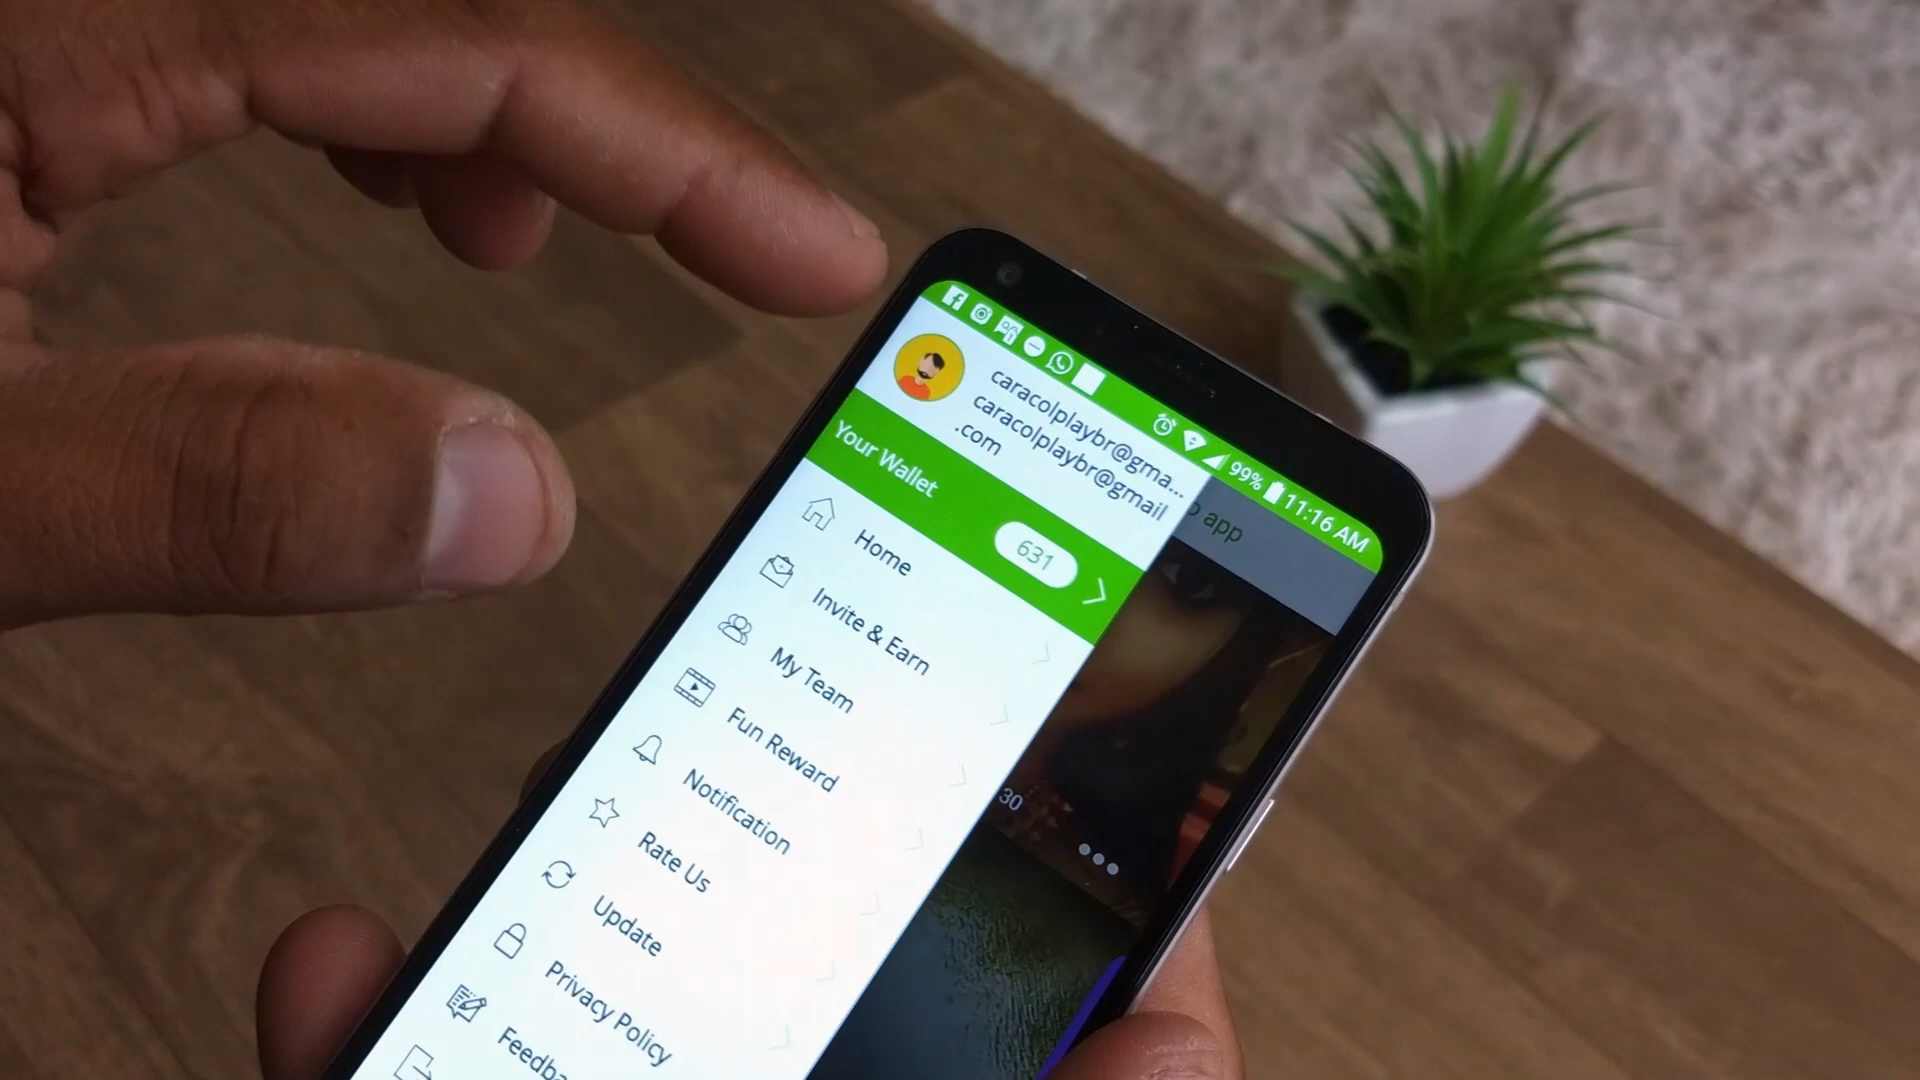 99% 11:16 AM
caracolplaybr@gma...
caracolplaybr@gmail
.com
app
Your Wallet
631
Home
Invite & Earn
My Team
Fun Reward
30
Notification
Rate Us
Update
Privacy Policy
Feedba